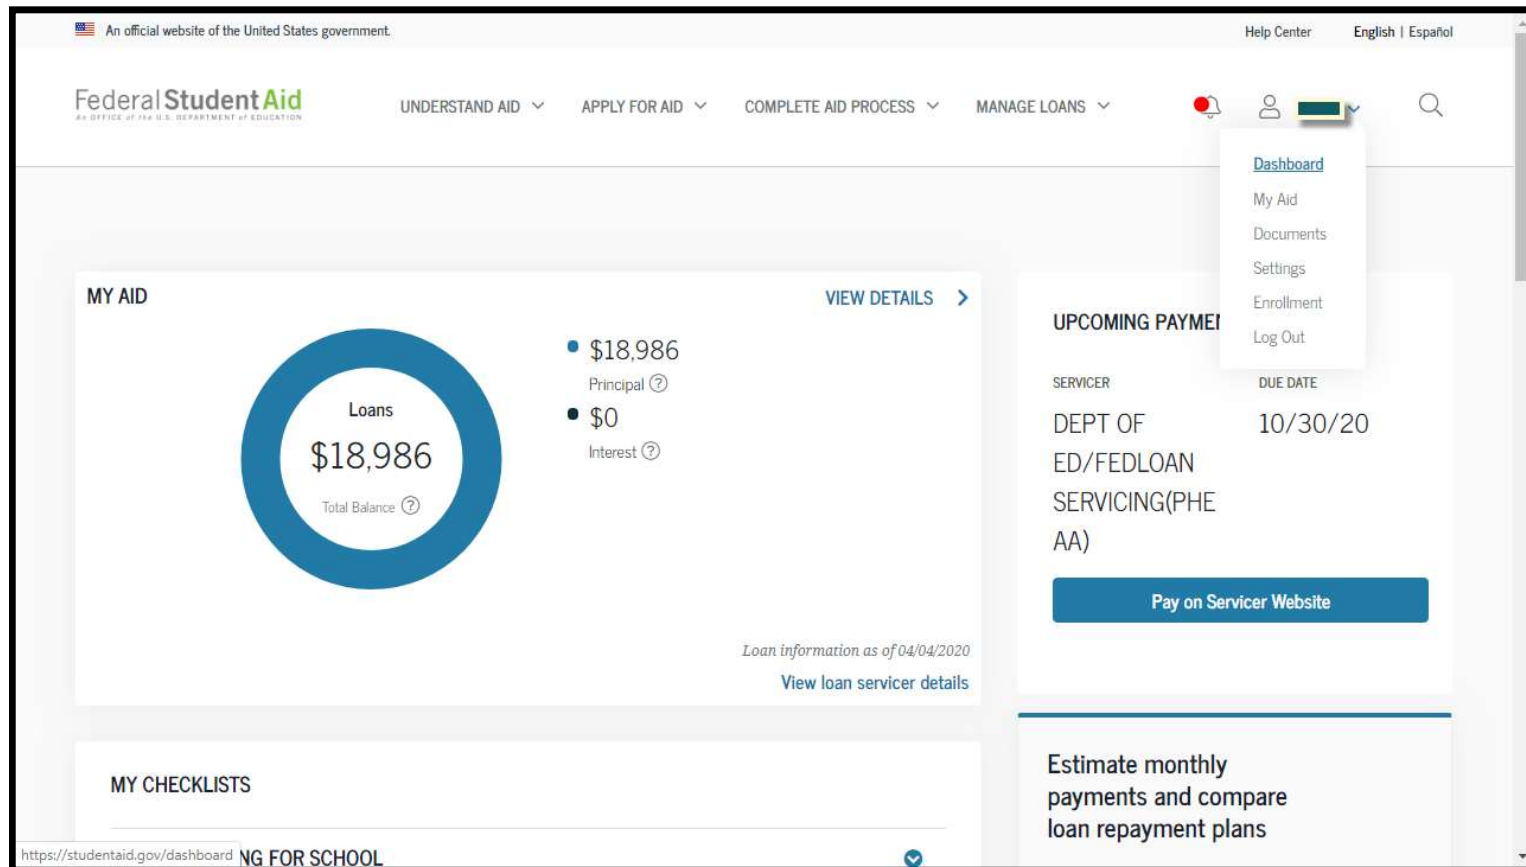 An official website of the United States government.
Help Center English | Español
Federal Student Aid
An OFFICE of the U.S. DEPARTMENT of EDUCATION
UNDERSTAND AID APPLY FOR AID COMPLETE AID PROCESS MANAGE LOANS
Dashboard
My Aid
Documents
Settings
Enrollment
Log Out
MY AID
VIEW DETAILS
Loans
$18,986
Total Balance ?
$18,986
Principal ?
$0
Interest ?
Loan information as of 04/04/2020
View loan servicer details
UPCOMING
SERVICER DUE DATE
DEPT OF 10/30/20
ED/FEDLOAN
SERVICING(PHE
AA)
Pay on Servicer Website
MY CHECKLISTS
NG FOR SCHOOL
Estimate monthly
payments and compare
loan repayment plans
https://studentaid.gov/dashboard